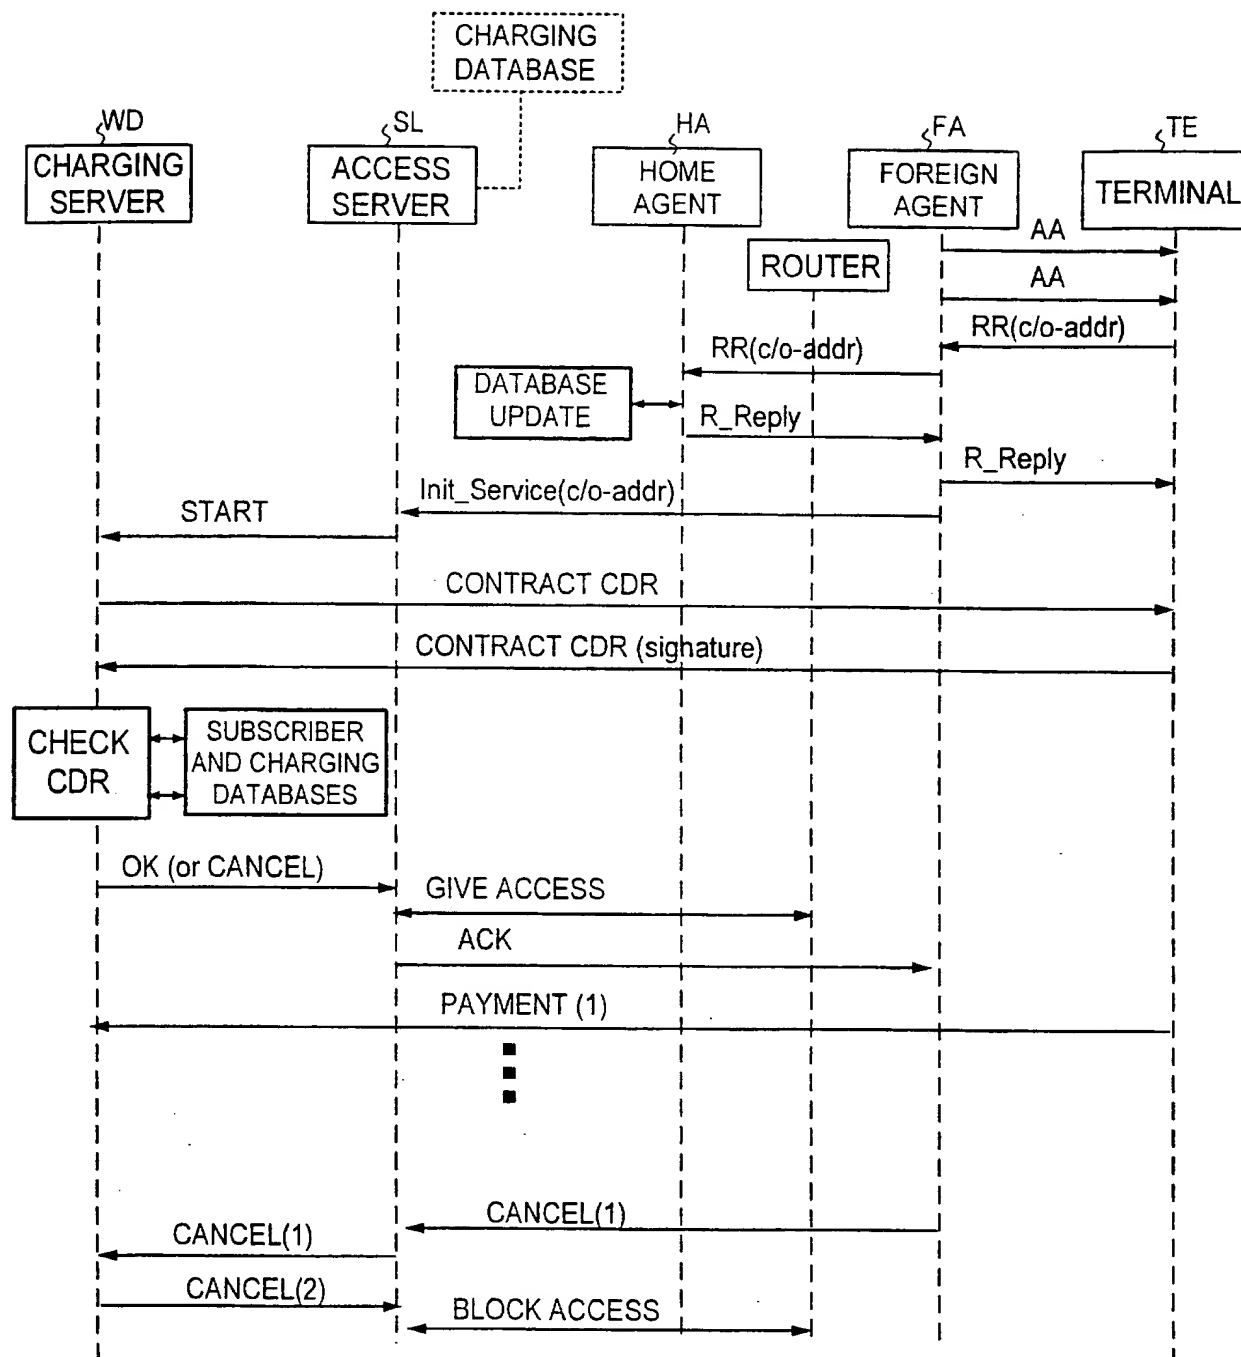 CHARGING
DATABASE
WD
SL
HA
FA
TE
CHARGING
SERVER
ACCESS
SERVER
HOME
AGENT
FOREIGN
AGENT
TERMINAL
AA
ROUTER
AA
RR(c/o-addr)
RR(c/o-addr)
DATABASE
UPDATE
R_Reply
R_Reply
Init_Service(c/o-addr)
START
CONTRACT CDR
CONTRACT CDR (signature)
CHECK
CDR
SUBSCRIBER
AND CHARGING
DATABASES
OK (or CANCEL)
GIVE ACCESS
ACK
PAYMENT (1)
CANCEL(1)
CANCEL(1)
CANCEL(2)
BLOCK ACCESS